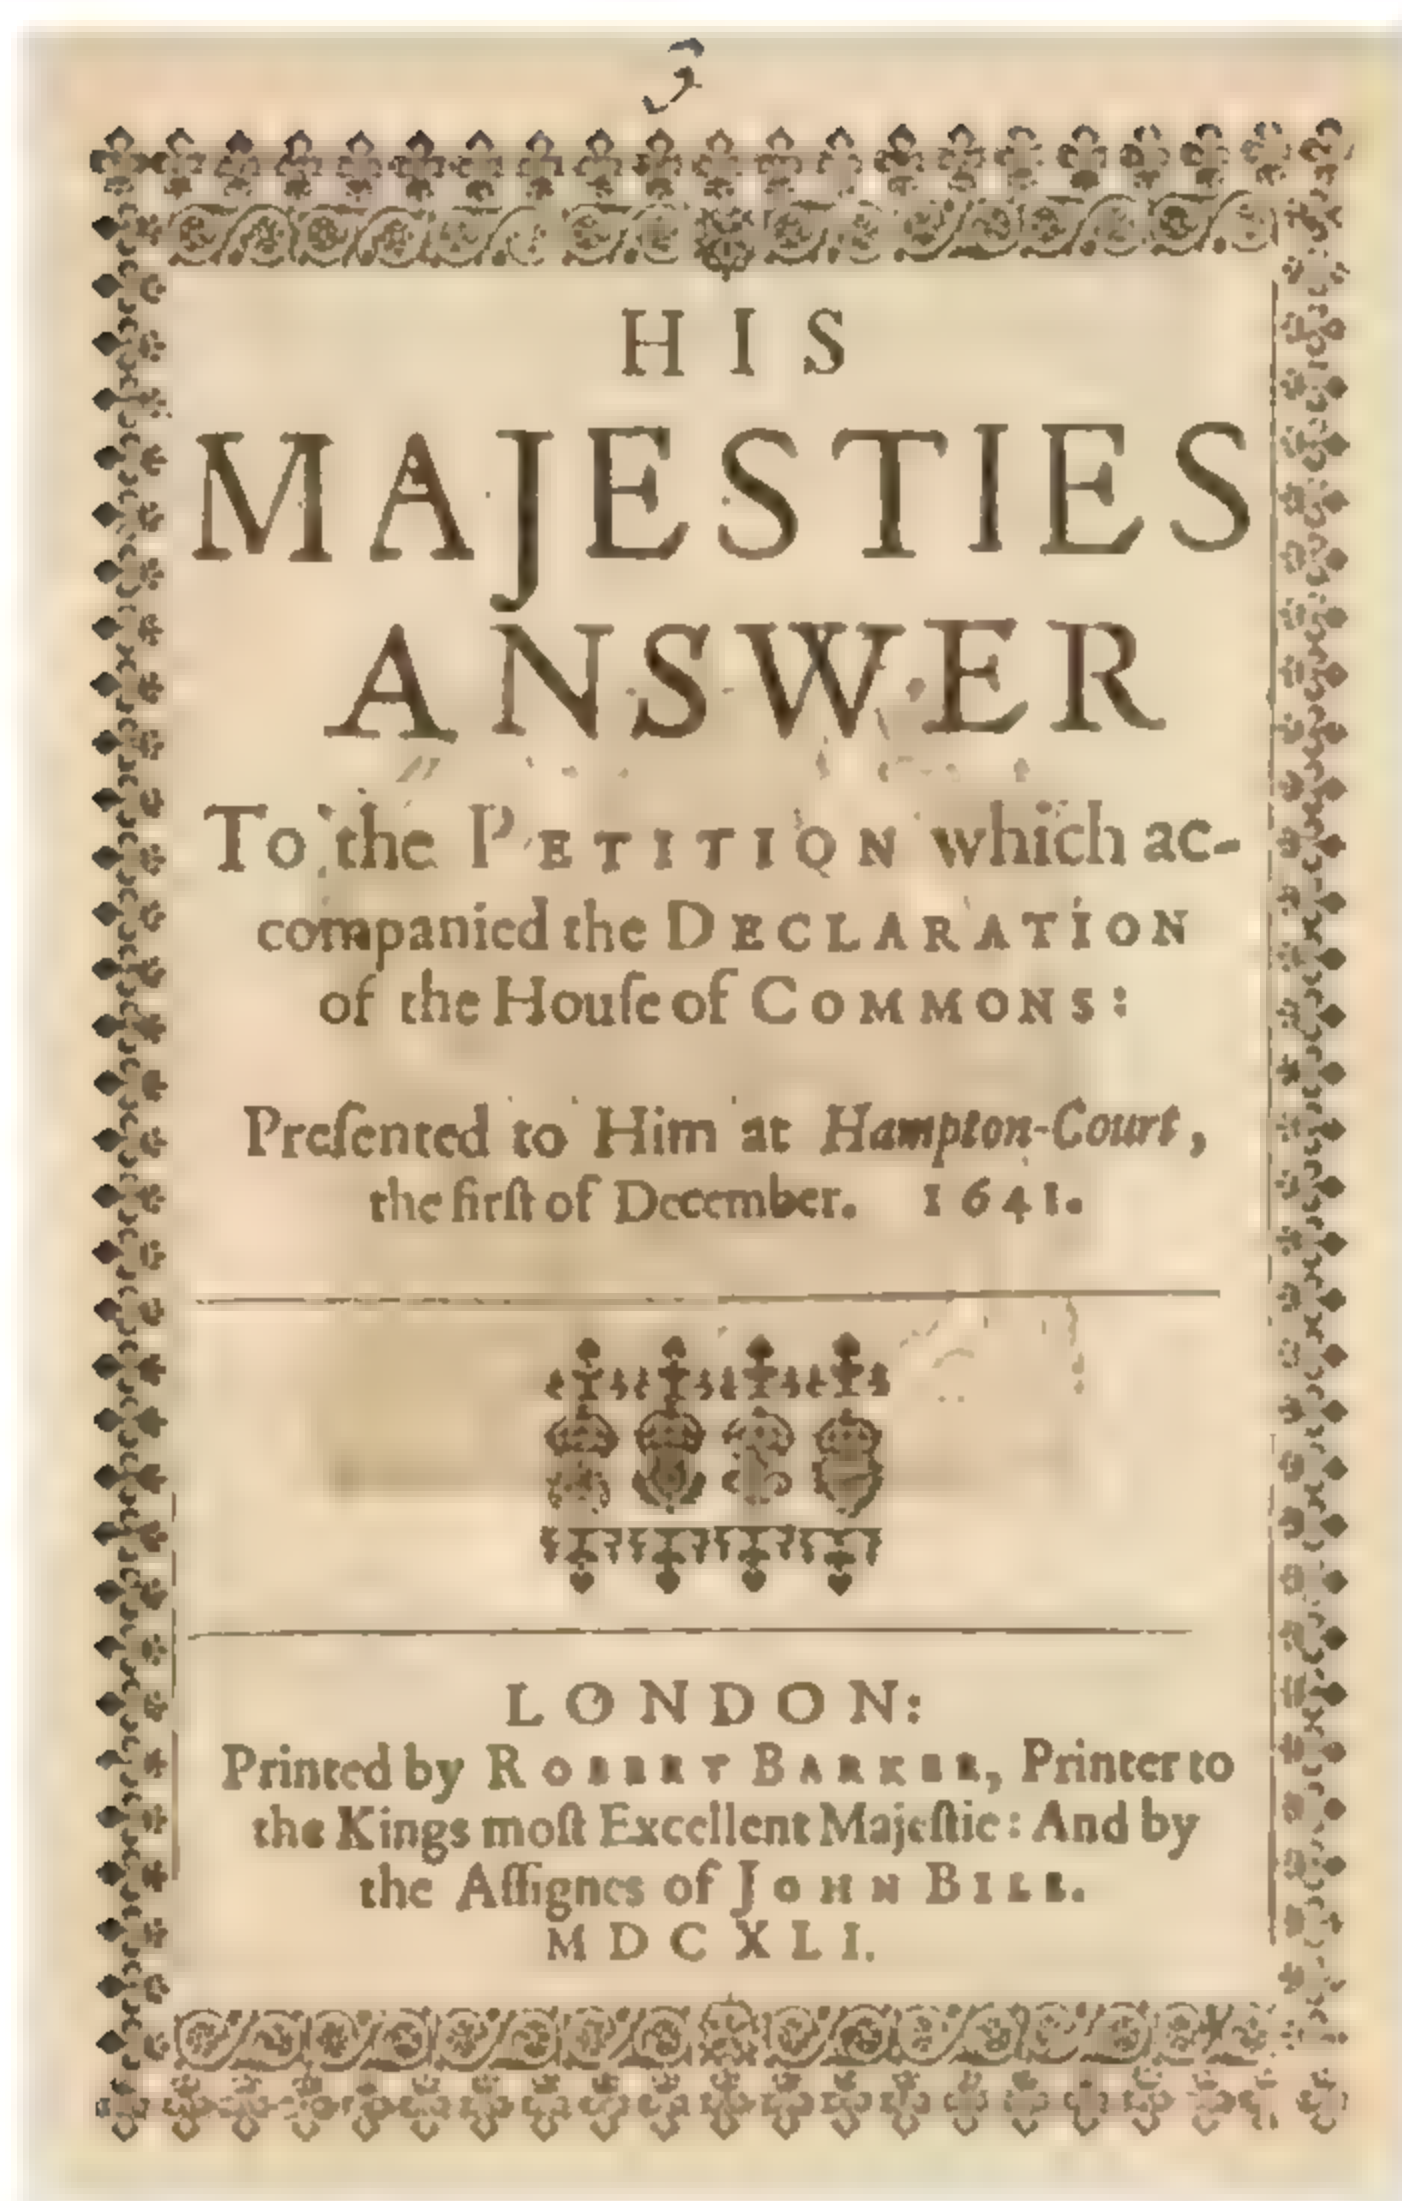 3
HIS
MAJESTIES
ANSWER
To the PETITION which ac-
companied the DECLARATION
of the Houſe of COMMONS:
Preſented to Him at Hampton-Court,
the firſt of December. 1641.
LONDON:
Printed by ROBERT BARKER, Printer to
the Kings moſt Excellent Majeſtie: And by
the Aſſignes of JOHN BILL.
MDCXLI.